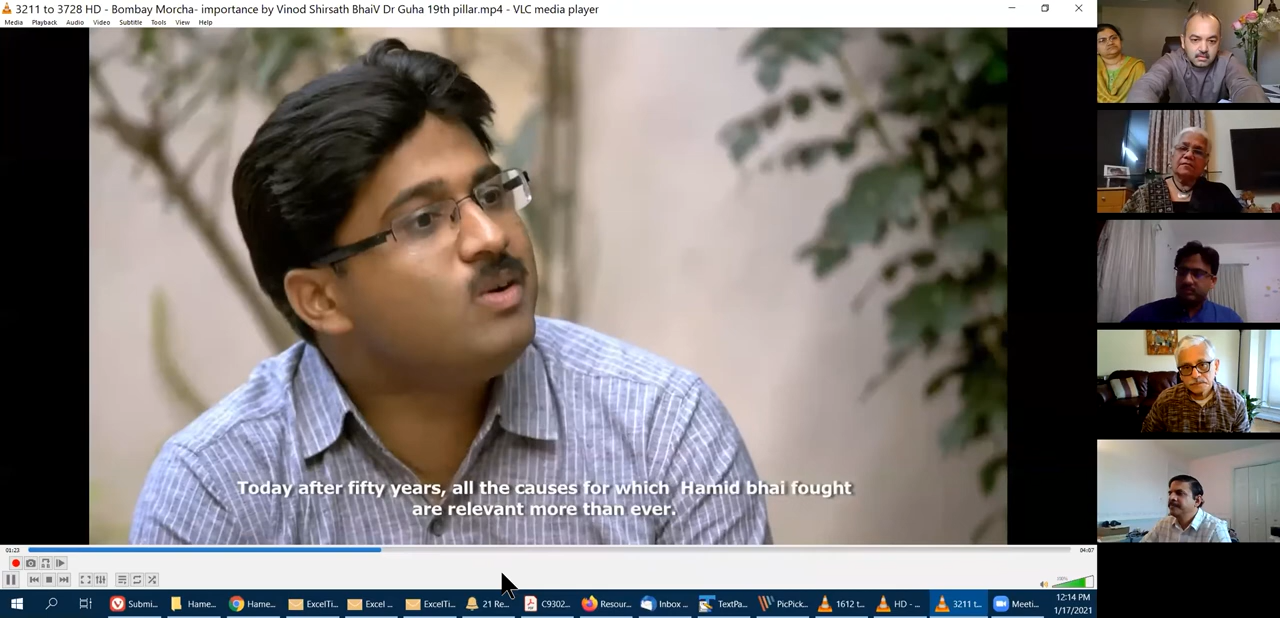 3211 to 3728 HD - Bombay Morcha- importance by Vinod Shirsath BhaiV Dr Guha 19th pillar.mp4 - VLC media player
Media Playback Audio Video Subtitle Tools View Help
Today after fifty years, all the causes for which Hamid bhai fought
are relevant more than ever.
01:23
04:07
100%
Submi...
Hame...
Hame...
ExcelTi...
Excel ...
ExcelTi...
21 Re...
C9302...
Resour...
Inbox ...
TextPa...
PicPick...
1612 t...
HD - ...
3211 t...
Meeti...
12:14 PM
1/17/2021